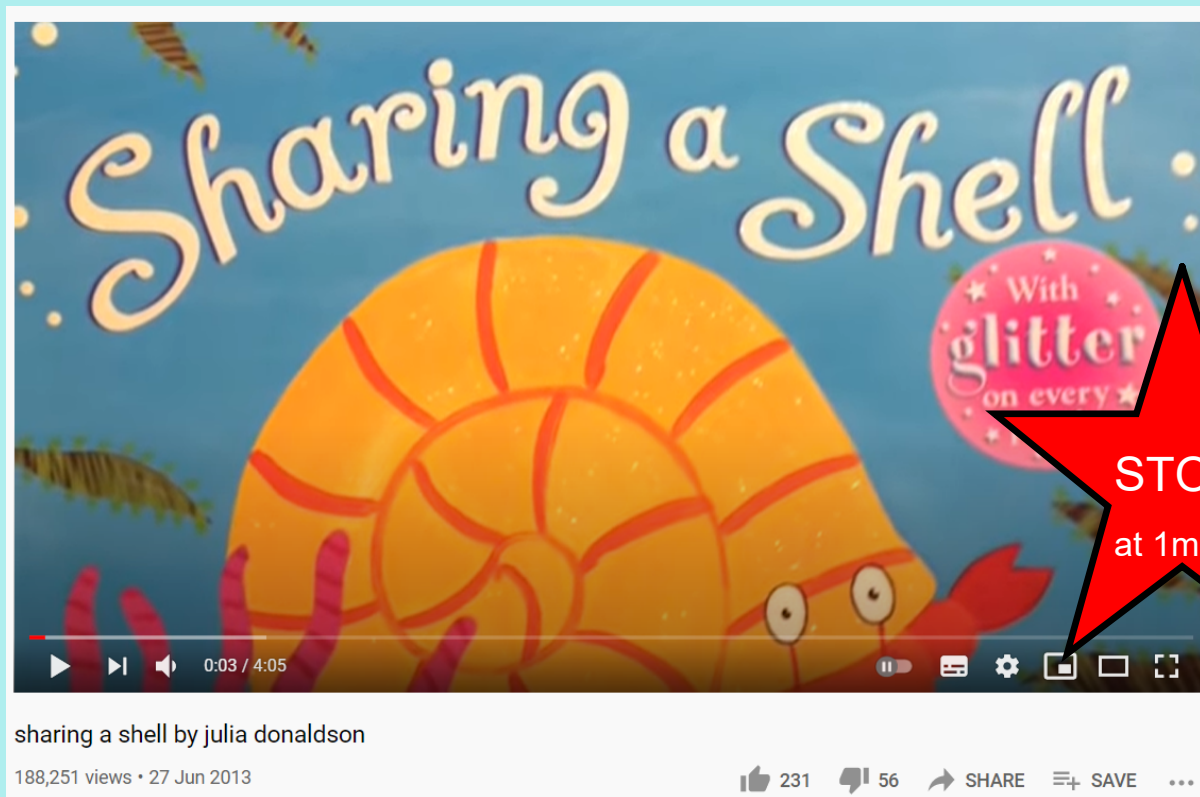 Sharing a Shell
With
glitter
on every
STO
at 1m
0:03 / 4:05
sharing a shell by julia donaldson
188,251 views • 27 Jun 2013
231
56
SHARE
SAVE